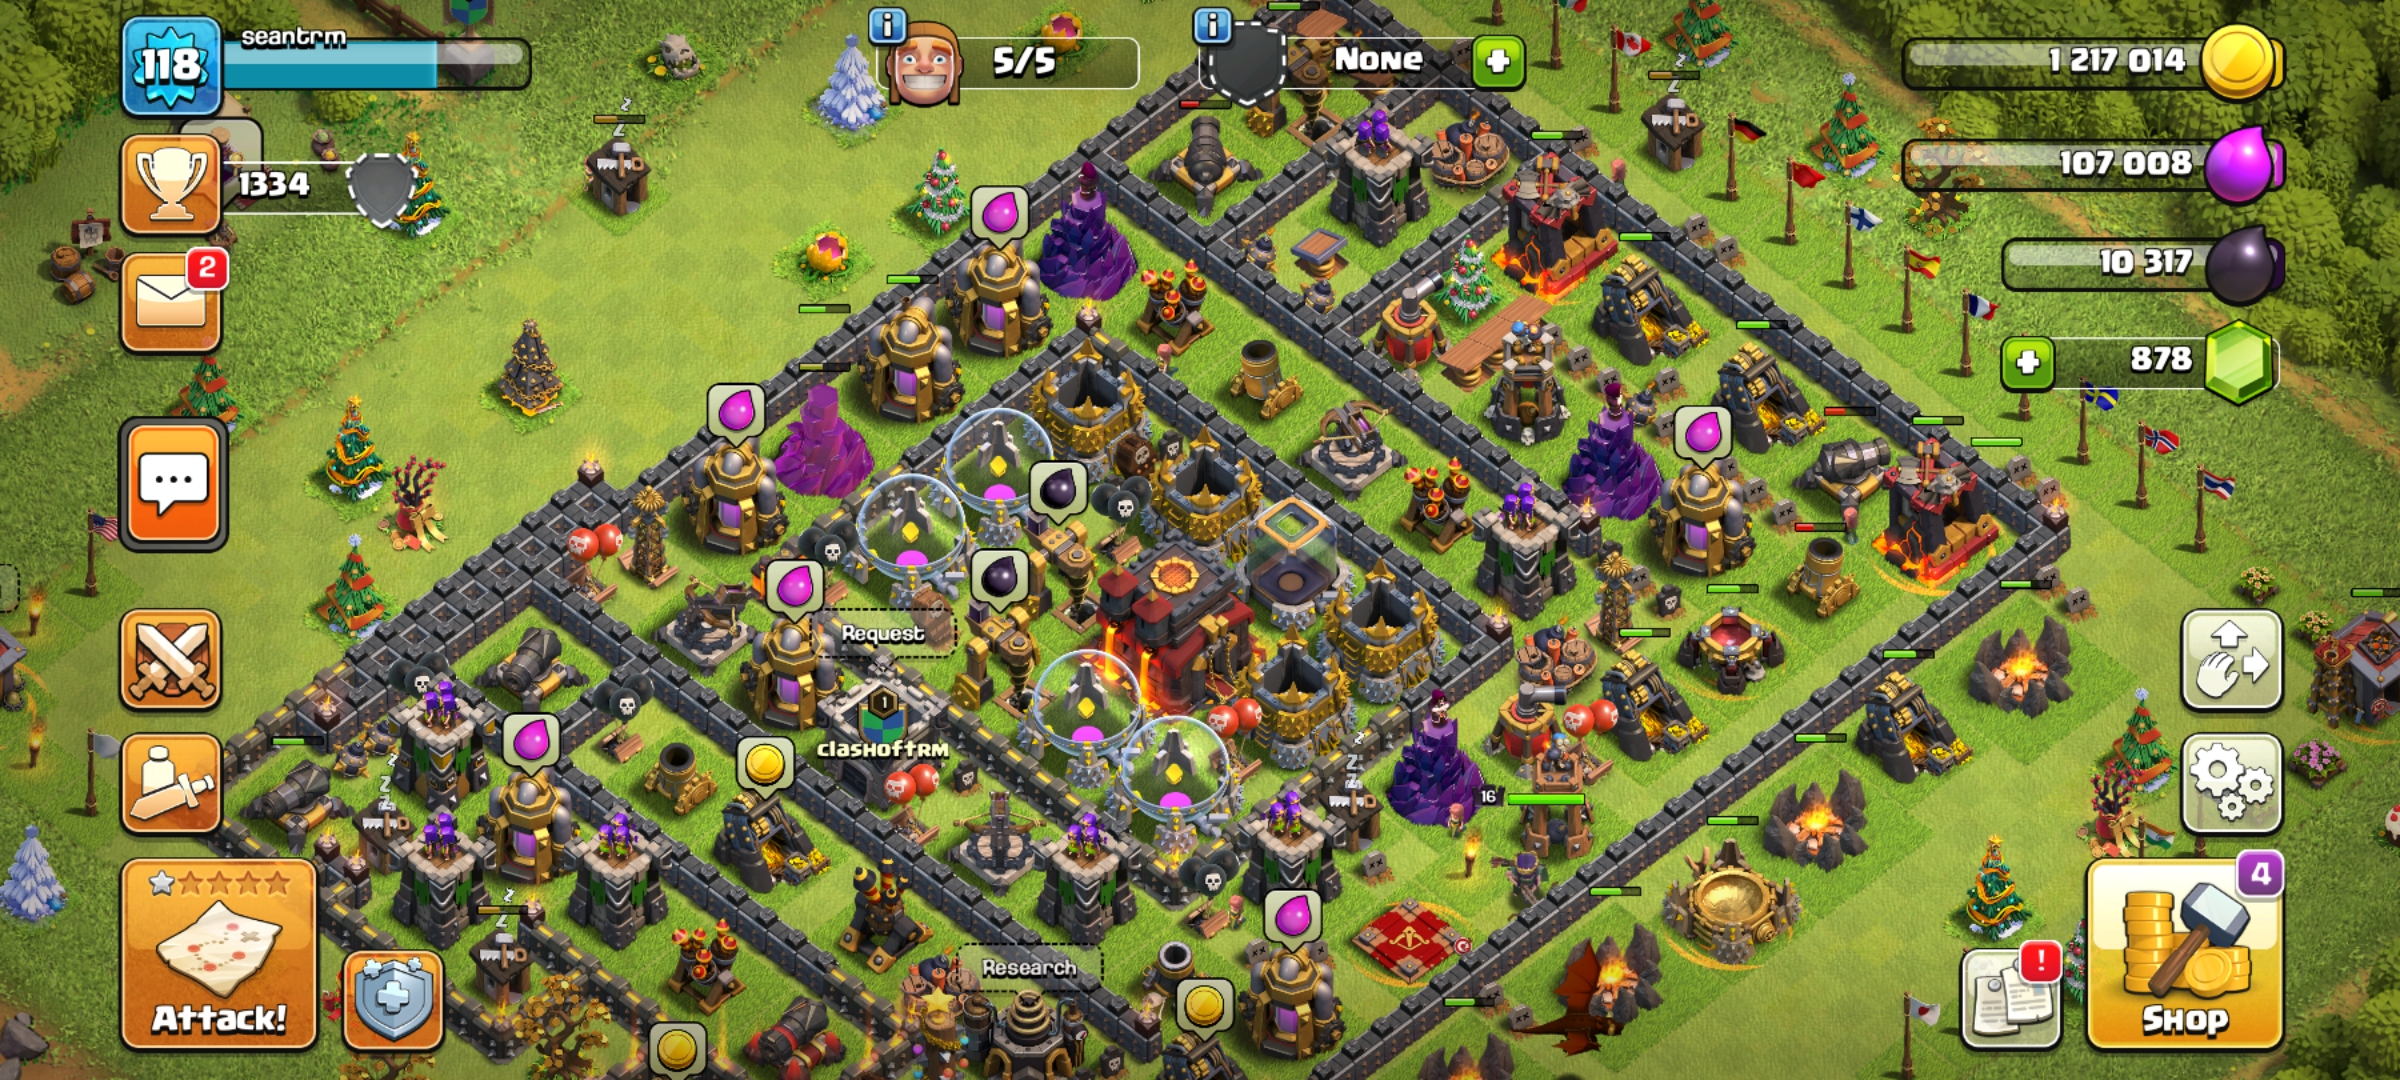 118
seantrm
5/5
None
1 217 014
1334
107 008
2
10 317
878
Request
1
clashoftrm
16
4
Research
Attack!
!
Shop